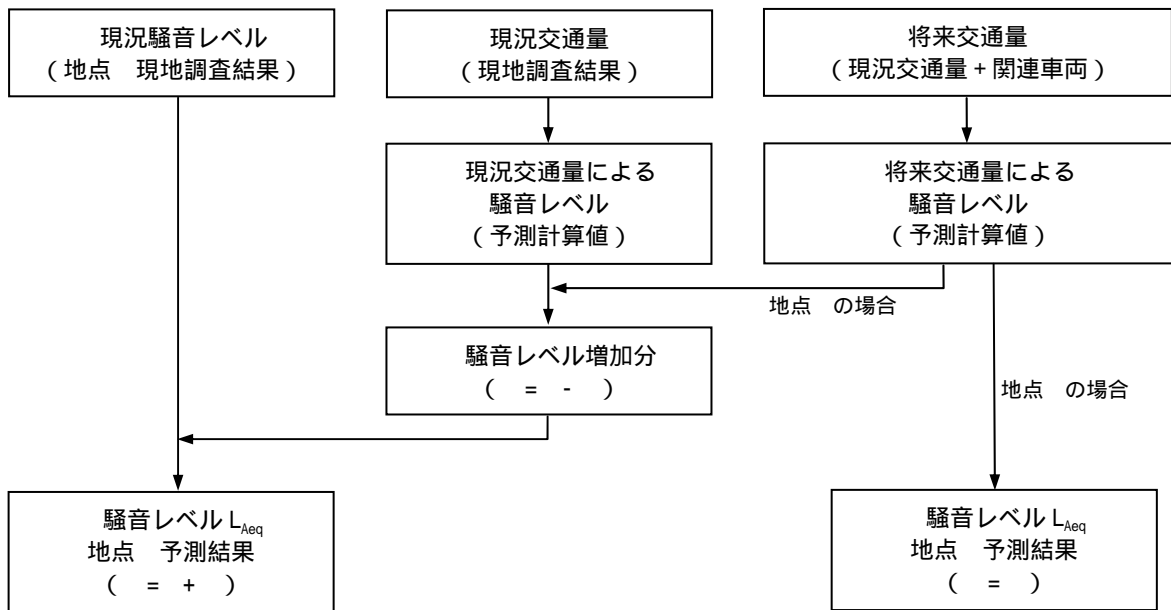 現況騒音レベル
(地点　現地調査結果)
現況交通量
(現地調査結果)
将来交通量
(現況交通量+関連車両)
現況交通量による
騒音レベル
(予測計算値)
将来交通量による
騒音レベル
(予測計算値)
地点　の場合
騒音レベル増加分
(　=　-　)
地点　の場合
騒音レベル LAeq
地点　予測結果
(　=　+　)
騒音レベル LAeq
地点　予測結果
(　=　)